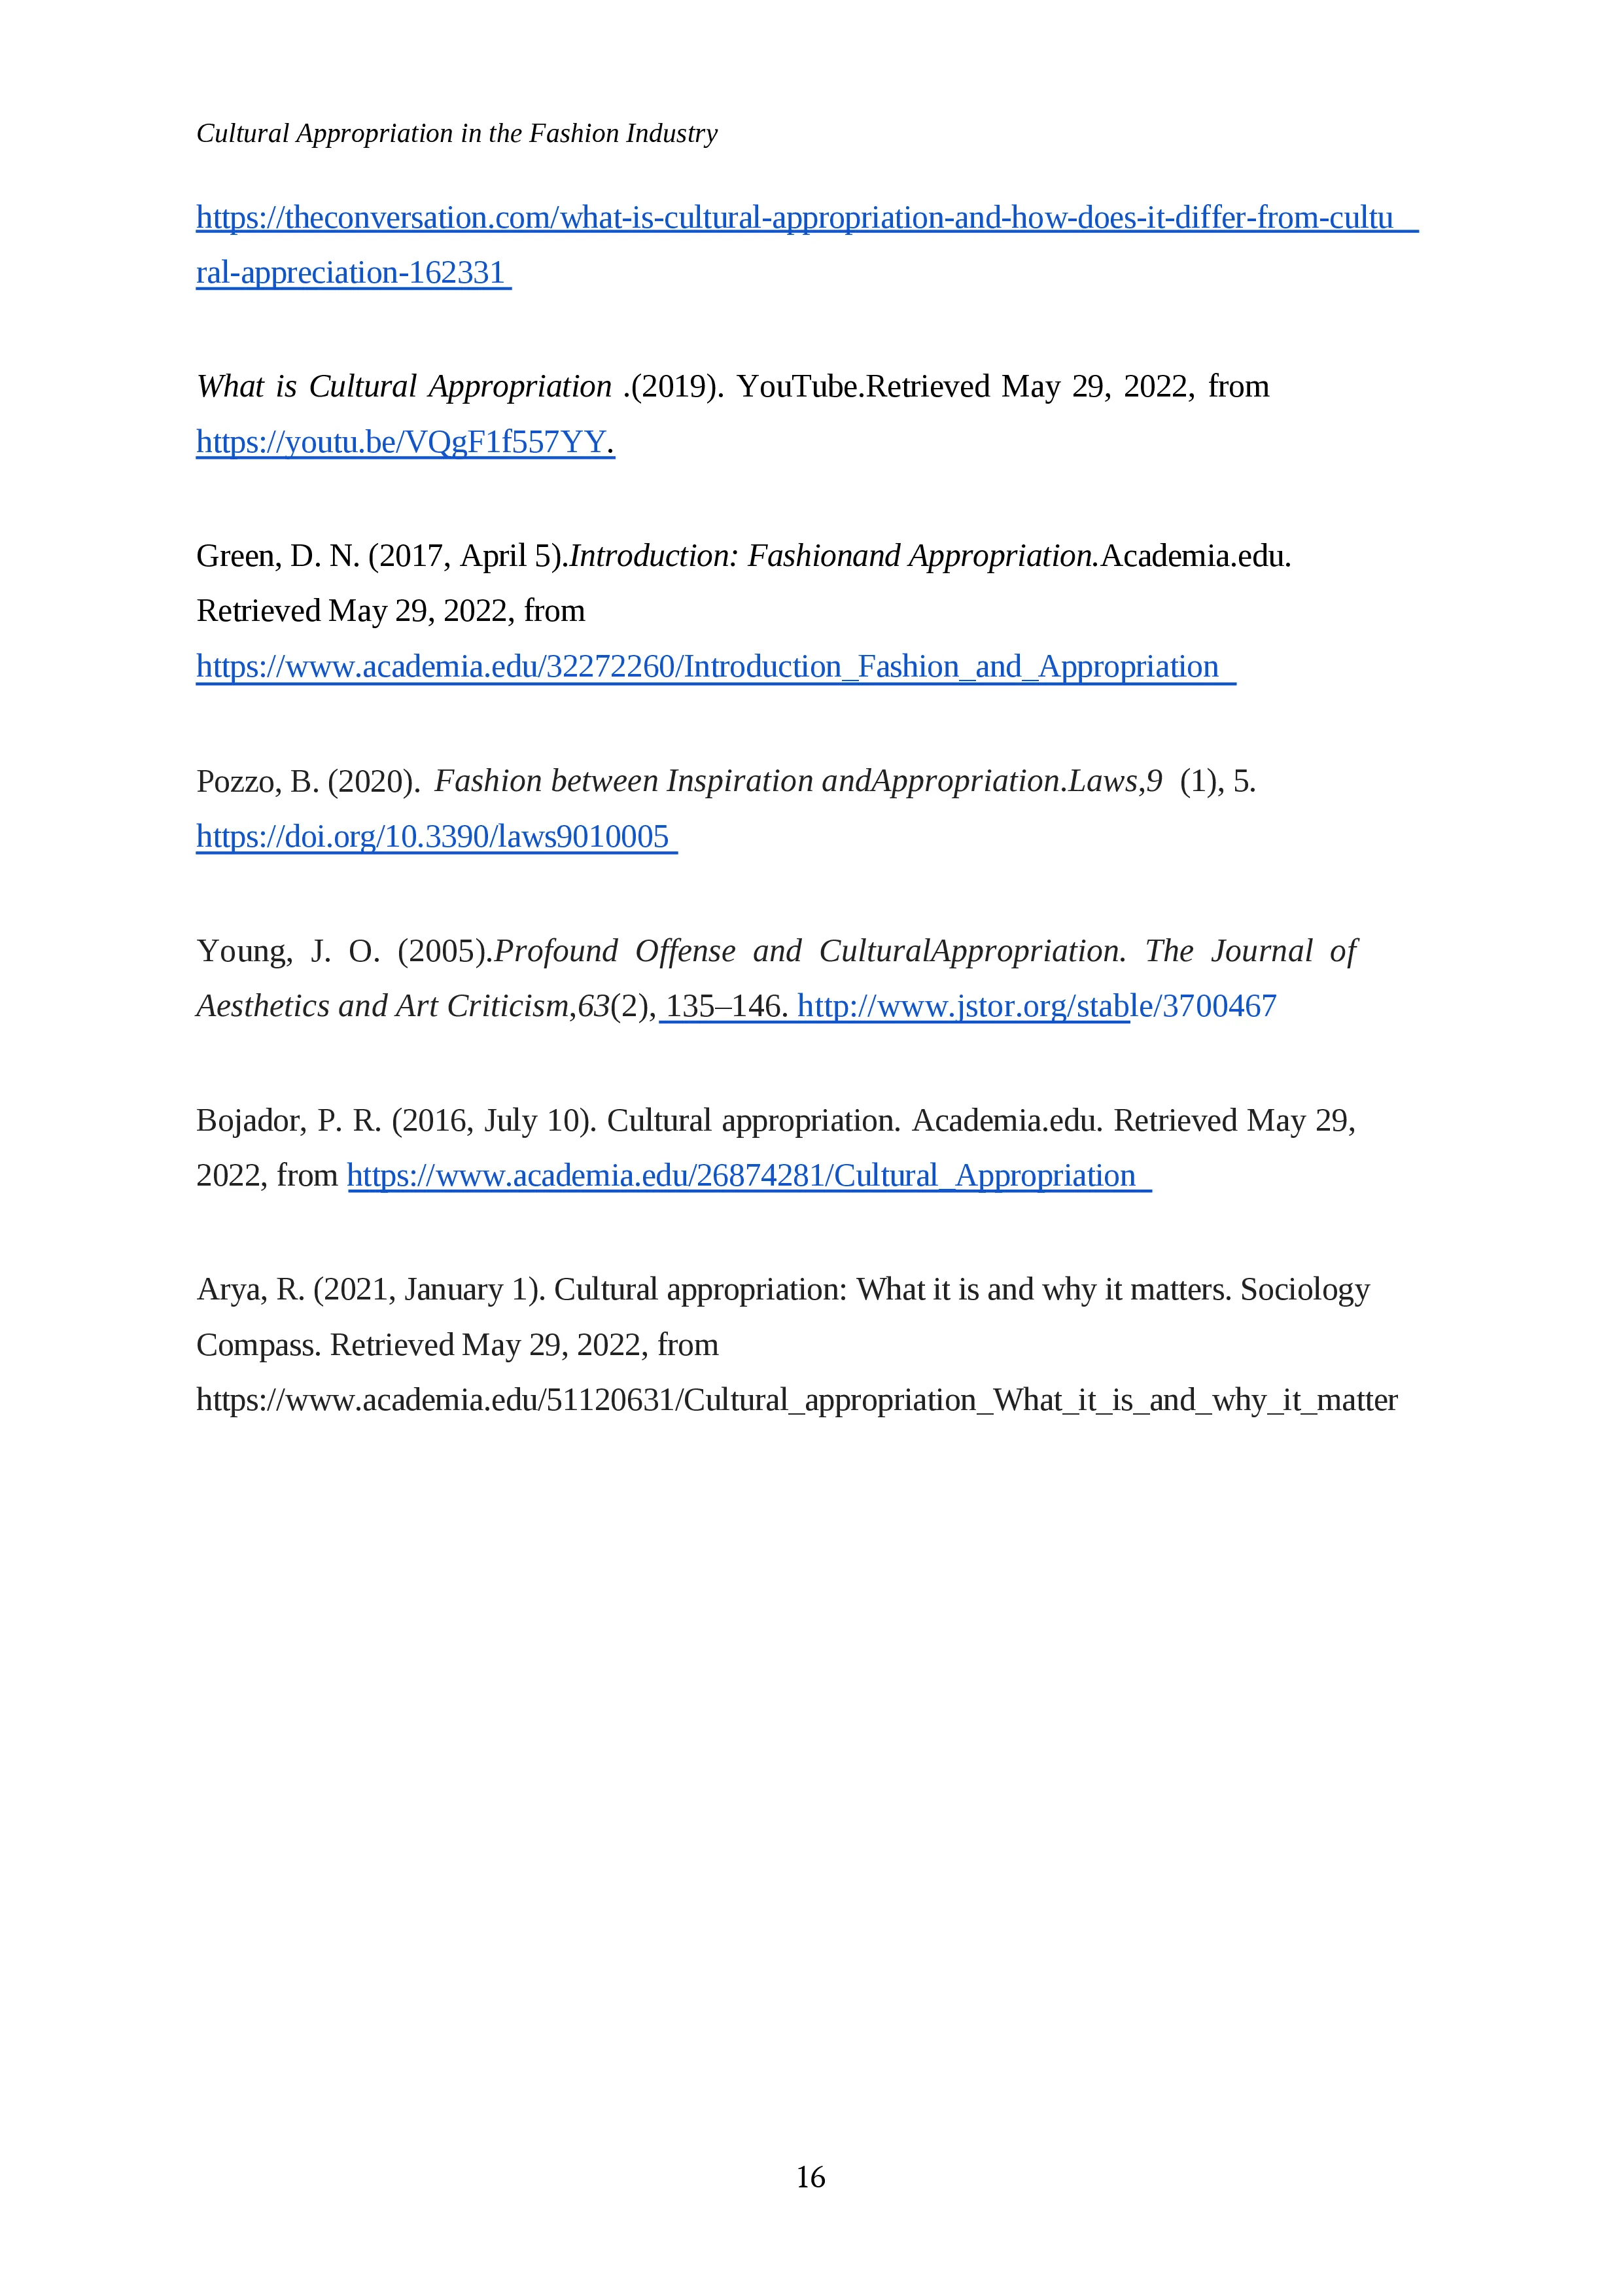 Cultural Appropriation in the Fashion Industry
https://theconversation.com/what-is-cultural-appropriation-and-how-does-it-differ-from-cultu
ral-appreciation-162331
What is Cultural Appropriation .(2019). YouTube.Retrieved May 29, 2022, from
https://youtu.be/VQgF1f557YY.
Green, D. N. (2017, April 5).Introduction: Fashionand Appropriation.Academia.edu.
Retrieved May 29, 2022, from
https://www.academia.edu/32272260/Introduction_Fashion_and_Appropriation
Pozzo, B. (2020). Fashion between Inspiration andAppropriation.Laws,9 (1), 5.
https://doi.org/10.3390/laws9010005
Young, J. O. (2005).Profound Offense and CulturalAppropriation. The Journal of
Aesthetics and Art Criticism,63(2), 135–146. http://www.jstor.org/stable/3700467
Bojador, P. R. (2016, July 10). Cultural appropriation. Academia.edu. Retrieved May 29,
2022, from https://www.academia.edu/26874281/Cultural_Appropriation
Arya, R. (2021, January 1). Cultural appropriation: What it is and why it matters. Sociology
Compass. Retrieved May 29, 2022, from
https://www.academia.edu/51120631/Cultural_appropriation_What_it_is_and_why_it_matter
16